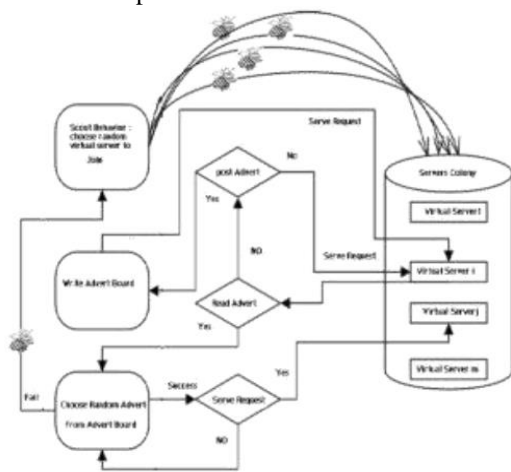 Scout Behavior :
choose random
virtual server to
Join
Serve Request
Servers Colony
Virtual Server1
post Advert
No
Yes
Virtual Server i
Serve Request
NO
Write Advert Board
Read Advert
Virtual Serverj
Yes
Yes
Virtual Server m
Fail
Choose Random Advert
From Advert Board
Success
Serve Request
NO